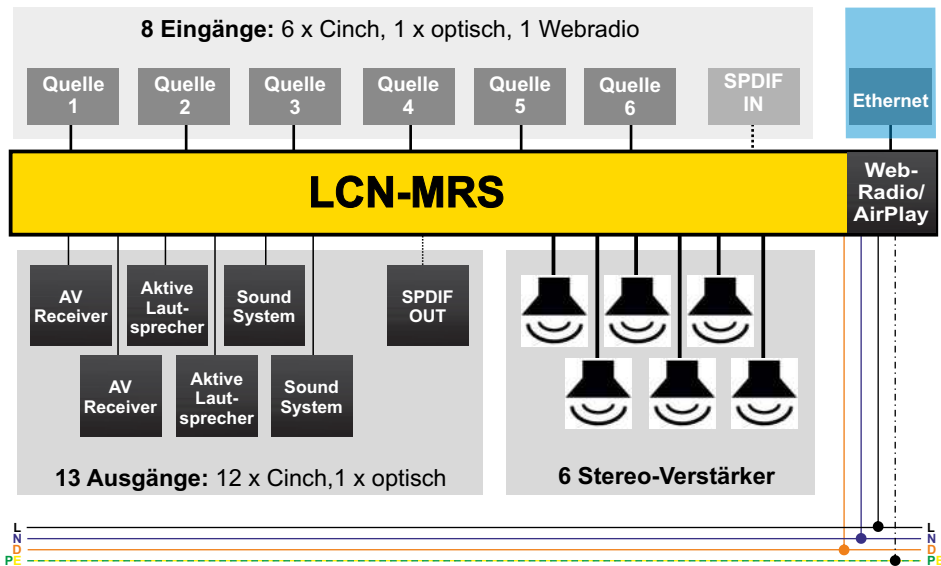 8 Eingänge: 6 x Cinch, 1 x optisch, 1 Webradio
Quelle
1
Quelle
2
Quelle
3
Quelle
4
Quelle
5
Quelle
6
SPDIF
IN
Ethernet
LCN-MRS
Web-
Radio/
AirPlay
AV
Receiver
Aktive
Laut-
sprecher
Sound
System
SPDIF
OUT
AV
Receiver
Aktive
Laut-
sprecher
Sound
System
13 Ausgänge: 12 x Cinch,1 x optisch
6 Stereo-Verstärker
L
N
D
PE
L
N
D
PE